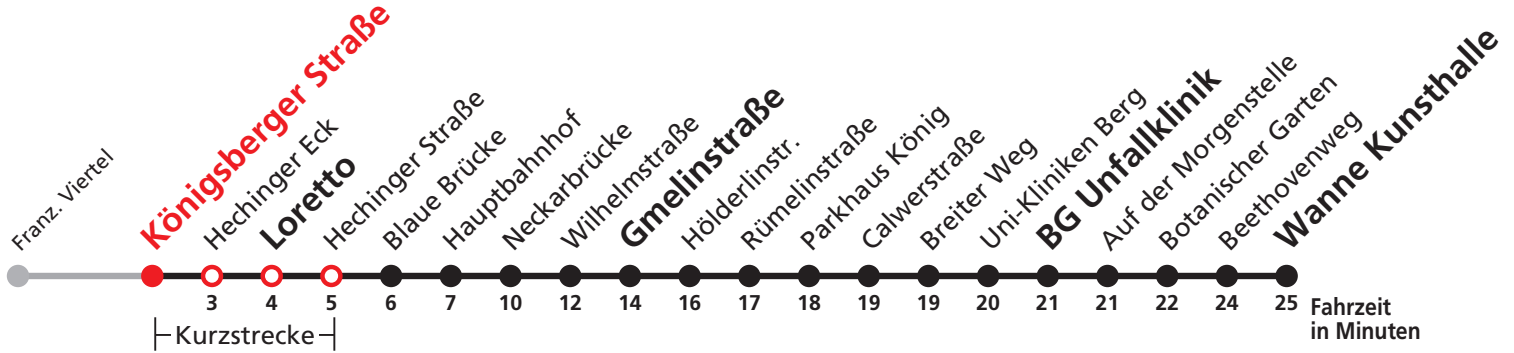 Franz. Viertel
Königsberger Straße
Hechinger Eck
Loretto
Hechinger Straße
Blaue Brücke
Hauptbahnhof
Neckarbrücke
Wilhelmstraße
Gmelinstraße
Hölderlinstr.
Rümelinstraße
Parkhaus König
Calwerstraße
Breiter Weg
Uni-Kliniken Berg
BG Unfallklinik
Auf der Morgenstelle
Botanischer Garten
Beethovenweg
Wanne Kunsthalle
3 4 5 6 7 10 12 14 16 17 18 19 19 20 21 21 22 24 25 Fahrzeit
in Minuten
Kurzstrecke